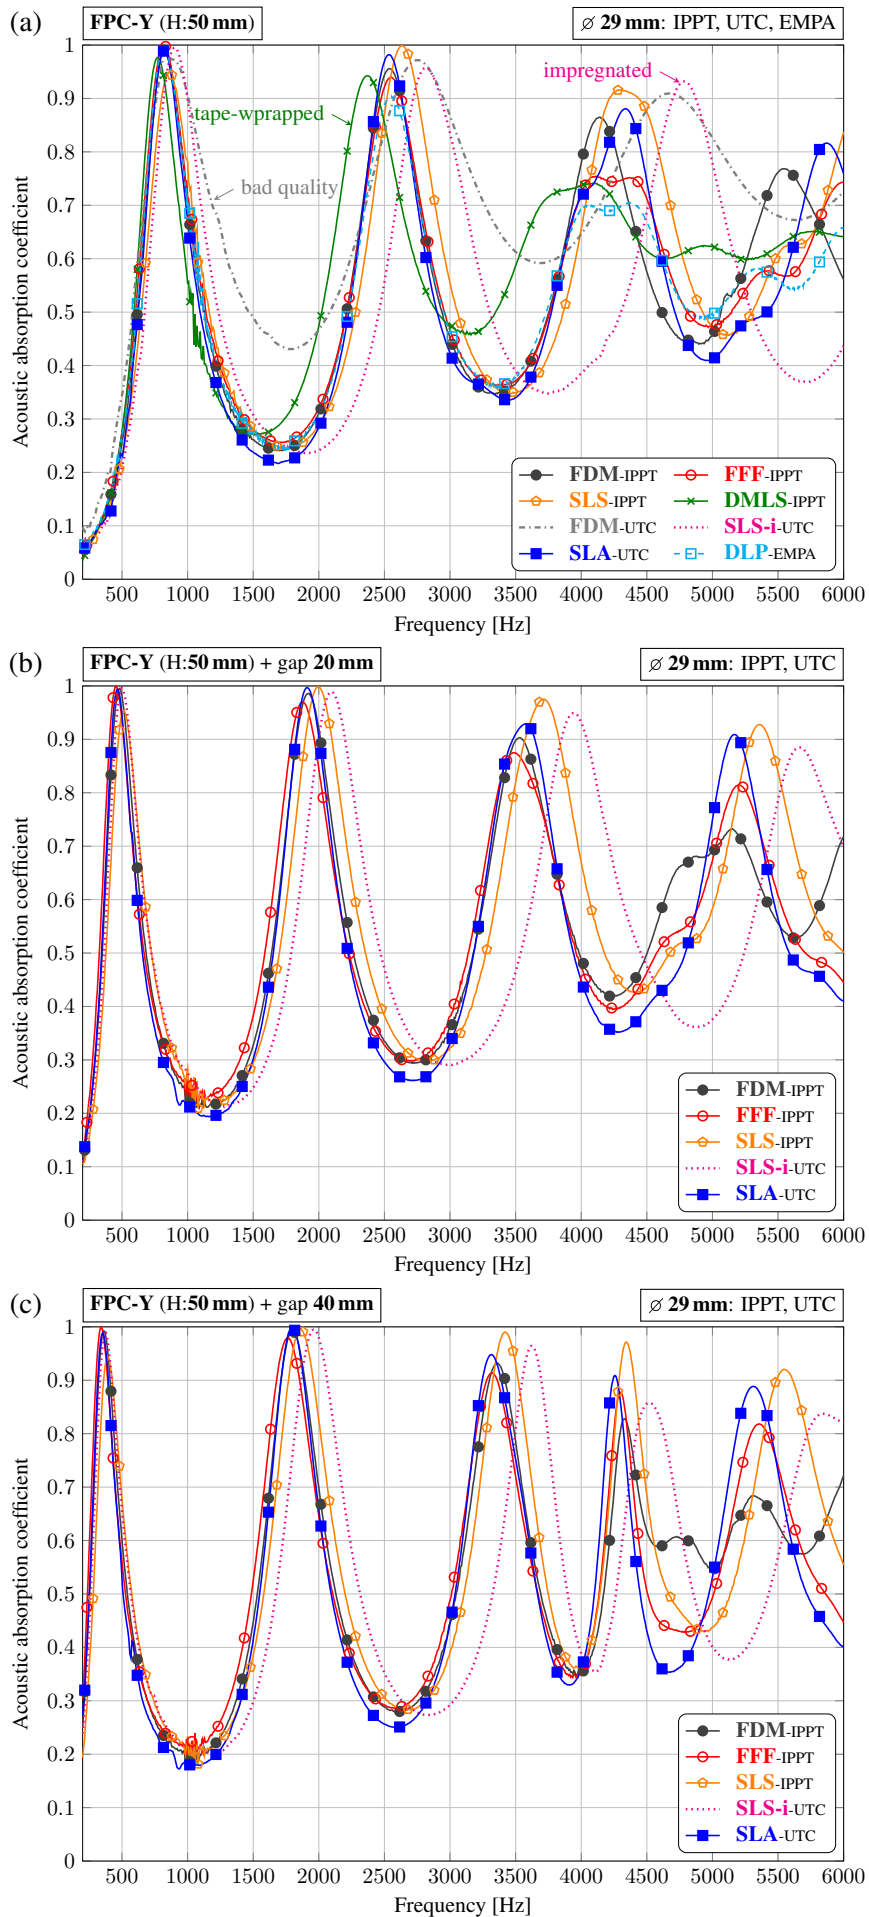 (a)
FPC-Y (H:50 mm)
⌀ 29 mm: IPPT, UTC, EMPA
Acoustic absorption coefficient
1
0.9
0.8
0.7
0.6
0.5
0.4
0.3
0.2
0.1
0
impregnated
tape-wprapped
bad quality
FDM-IPPT
FFF-IPPT
SLS-IPPT
DMLS-IPPT
FDM-UTC
SLS-i-UTC
SLA-UTC
DLP-EMPA
500 1000 1500 2000 2500 3000 3500 4000 4500 5000 5500 6000
Frequency [Hz]
(b)
FPC-Y (H:50 mm) + gap 20 mm
⌀ 29 mm: IPPT, UTC
Acoustic absorption coefficient
1
0.9
0.8
0.7
0.6
0.5
0.4
0.3
0.2
0.1
0
FDM-IPPT
FFF-IPPT
SLS-IPPT
SLS-i-UTC
SLA-UTC
500 1000 1500 2000 2500 3000 3500 4000 4500 5000 5500 6000
Frequency [Hz]
(c)
FPC-Y (H:50 mm) + gap 40 mm
⌀ 29 mm: IPPT, UTC
Acoustic absorption coefficient
1
0.9
0.8
0.7
0.6
0.5
0.4
0.3
0.2
0.1
0
FDM-IPPT
FFF-IPPT
SLS-IPPT
SLS-i-UTC
SLA-UTC
500 1000 1500 2000 2500 3000 3500 4000 4500 5000 5500 6000
Frequency [Hz]